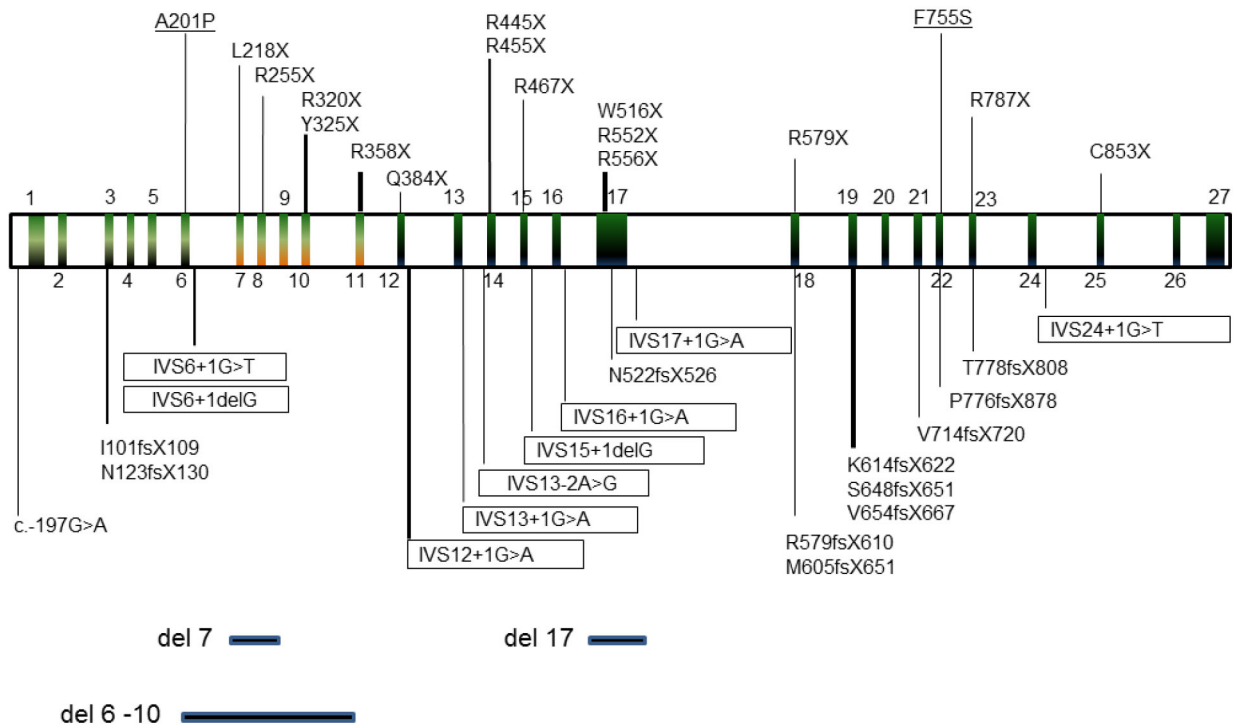 A201P
F755S
L218X
R255X
R320X
Y325X
R358X
Q384X
R445X
R455X
R467X
W516X
R552X
R556X
R579X
R787X
C853X
1 3 5 9 13 15 16 17 19 20 21 23 27
2 4 6 7 8 10 11 12 14 18 22 24 25 26
IVS6+1G>T
IVS6+1delG
I101fsX109
N123fsX130
c.-197G>A
IVS17+1G>A
N522fsX526
IVS16+1G>A
IVS15+1delG
IVS13-2A>G
IVS13+1G>A
IVS12+1G>A
IVS24+1G>T
T778fsX808
P776fsX878
V714fsX720
K614fsX622
S648fsX651
V654fsX667
R579fsX610
M605fsX651
del 7
del 17
del 6 -10